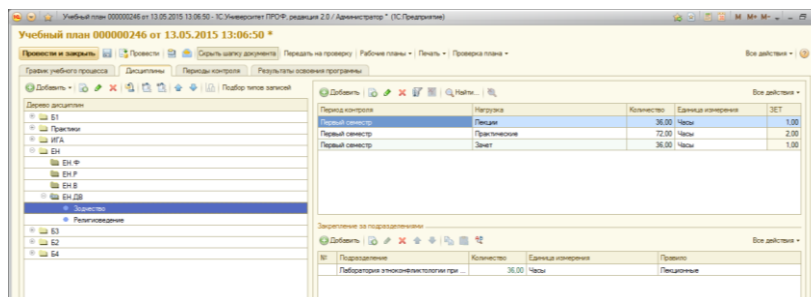 Учебный план 000000246 от 13.05.2015 13:06:50 - 1С:Университет ПРОФ, редакция 2.0 / Администратор * (1С:Предприятие)
M M+ M-
Учебный план 000000246 от 13.05.2015 13:06:50 *
Провести и закрыть Провести Скрыть шапку документа Передать на проверку Рабочие планы Печать Проверка плана Все действия
График учебного процесса Дисциплины Периоды контроля Результаты освоения программы
Добавить Подбор типов записей
Добавить Найти... Все действия
Дерево дисциплин
Б1
Практики
ИГА
ЕН
ЕН.Ф
ЕН.Р
ЕН.В
ЕН.ДВ
Зодчество
Религиоведение
Б3
Б2
Б4
Период контроля Нагрузка Количество Единица измерения ЗЕТ
Первый семестр Лекции 36,00 Часы 1,00
Первый семестр Практические 72,00 Часы 2,00
Первый семестр Зачет 36,00 Часы 1,00
Закрепление за подразделениями
Добавить Все действия
№ Подразделение Количество Единица измерения Правило
Лаборатория этноконфликтологии при ... 36,00 Часы Лекционные